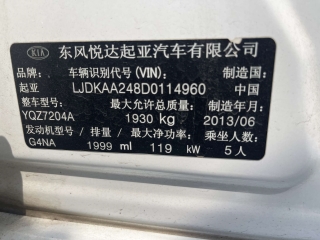 KIA 东风悦达起亚汽车有限公司
品牌: 车辆识别代号(VIN): 制造国:
起亚 LJDKAA248D0114960 中国
整车型号: 最大允许总质量: 制造年月:
YQZ7204A 1930 kg 2013/06
发动机型号/排量/最大净功率: 乘坐人数:
G4NA 1999 ml 119 kW 5人